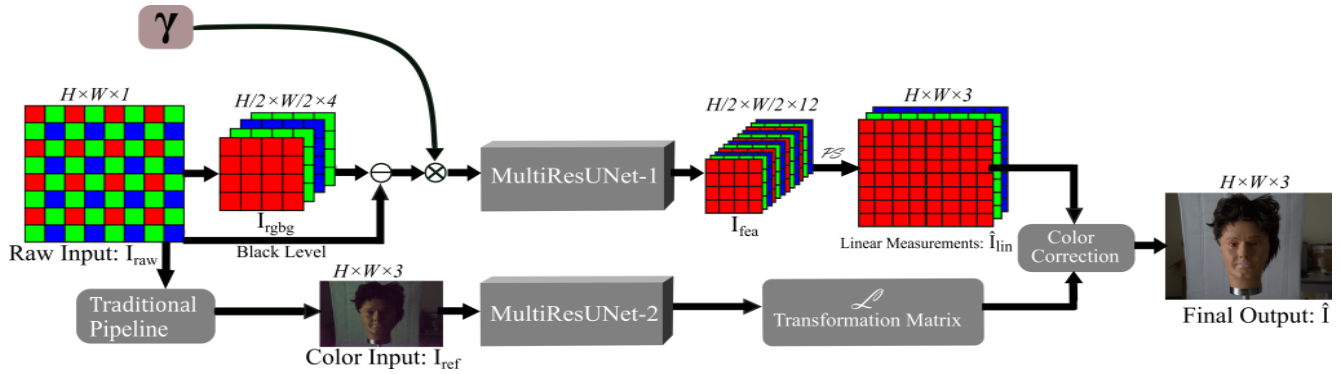 γ
H×W×1
H/2×W/2×4
H/2×W/2×12
H×W×3
H×W×3
MultiResUNet-1
PS
I_rgbg
I_fea
Raw Input: I_raw
Black Level
Linear Measurements: Î_lin
Color
Correction
H×W×3
Traditional
Pipeline
MultiResUNet-2
ℒ
Transformation Matrix
Color Input: I_ref
Final Output: Î